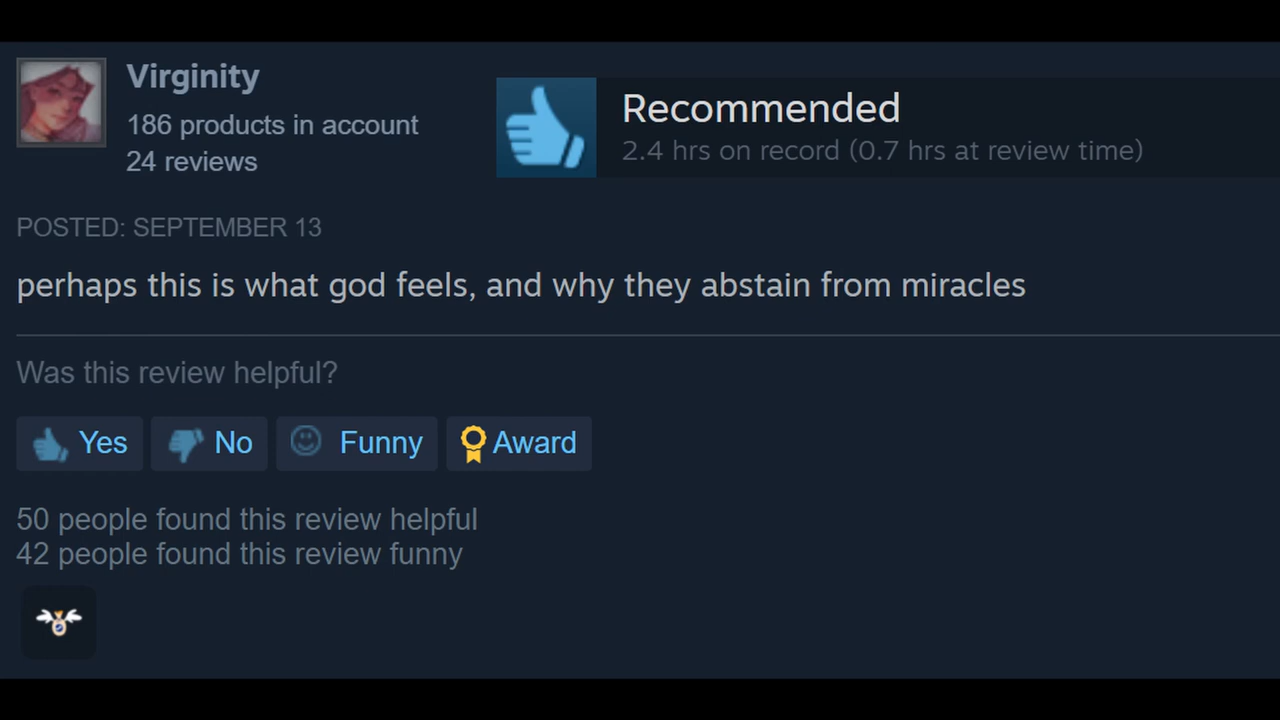 Virginity
186 products in account
24 reviews
Recommended
2.4 hrs on record (0.7 hrs at review time)
POSTED: SEPTEMBER 13
perhaps this is what god feels, and why they abstain from miracles
Was this review helpful?
Yes No Funny Award
50 people found this review helpful
42 people found this review funny